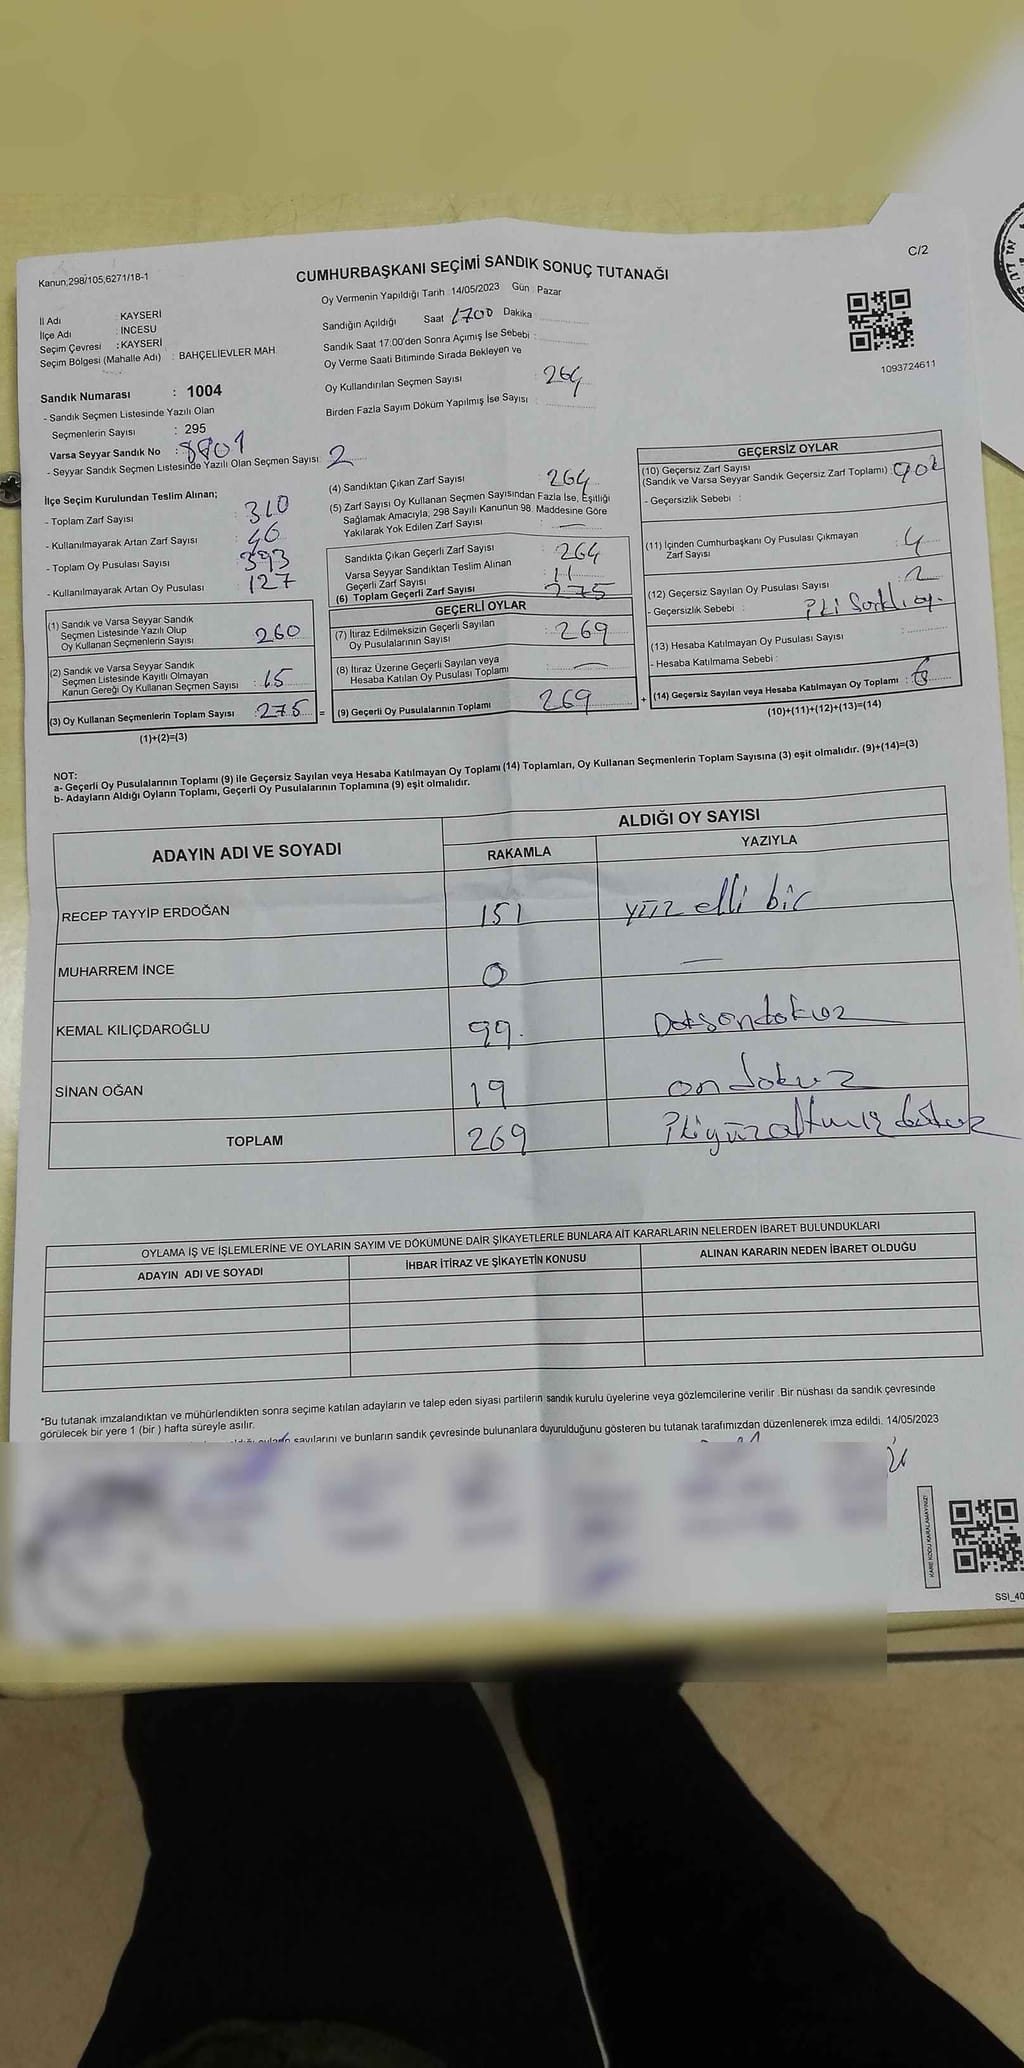 Kanun;298/105,6271/18-1
C/2
CUMHURBAŞKANI SEÇİMİ SANDIK SONUÇ TUTANAĞI
Oy Vermenin Yapıldığı Tarih : 14/05/2023 Gün : Pazar
İl Adı : KAYSERİ
İlçe Adı : İNCESU
Seçim Çevresi : KAYSERİ
Seçim Bölgesi (Mahalle Adı) : BAHÇELİEVLER MAH
Sandık Numarası : 1004
- Sandık Seçmen Listesinde Yazılı Olan
Seçmenlerin Sayısı : 295
Varsa Seyyar Sandık No :
- Seyyar Sandık Seçmen Listesinde Yazılı Olan Seçmen Sayısı: 2
Sandığın Açıldığı Saat 1700 Dakika
Sandık Saat 17:00'den Sonra Açımış İse Sebebi :
Oy Verme Saati Bitiminde Sırada Bekleyen ve
Oy Kullandırılan Seçmen Sayısı : 264
Birden Fazla Sayım Döküm Yapılmış İse Sayısı :
1093724611
İlçe Seçim Kurulundan Teslim Alınan;
- Toplam Zarf Sayısı : 310
- Kullanılmayarak Artan Zarf Sayısı : 46
- Toplam Oy Pusulası Sayısı : 393
- Kullanılmayarak Artan Oy Pusulası : 127
(1) Sandık ve Varsa Seyyar Sandık
Seçmen Listesinde Yazılı Olup
Oy Kullanan Seçmenlerin Sayısı : 260
(2) Sandık ve Varsa Seyyar Sandık
Seçmen Listesinde Kayıtlı Olmayan
Kanun Gereği Oy Kullanan Seçmen Sayısı : 15
(3) Oy Kullanan Seçmenlerin Toplam Sayısı : 275 =
(1)+(2)=(3)
(4) Sandıktan Çıkan Zarf Sayısı : 264
(5) Zarf Sayısı Oy Kullanan Seçmen Sayısından Fazla İse, Eşitliği
Sağlamak Amacıyla, 298 Sayılı Kanunun 98. Maddesine Göre
Yakılarak Yok Edilen Zarf Sayısı : —
Sandıkta Çıkan Geçerli Zarf Sayısı : 264
Varsa Seyyar Sandıktan Teslim Alınan
Geçerli Zarf Sayısı : 11
(6) Toplam Geçerli Zarf Sayısı : 275
GEÇERLİ OYLAR
(7) İtiraz Edilmeksizin Geçerli Sayılan
Oy Pusulalarının Sayısı : 269
(8) İtiraz Üzerine Geçerli Sayılan veya
Hesaba Katılan Oy Pusulası Toplamı : —
(9) Geçerli Oy Pusulalarının Toplamı : 269 +
GEÇERSİZ OYLAR
(10) Geçersiz Zarf Sayısı
(Sandık ve Varsa Seyyar Sandık Geçersiz Zarf Toplamı) :
- Geçersizlik Sebebi :
(11) İçinden Cumhurbaşkanı Oy Pusulası Çıkmayan
Zarf Sayısı : 4
(12) Geçersiz Sayılan Oy Pusulası Sayısı : 2
- Geçersizlik Sebebi :
(13) Hesaba Katılmayan Oy Pusulası Sayısı :
- Hesaba Katılmama Sebebi :
(14) Geçersiz Sayılan veya Hesaba Katılmayan Oy Toplamı : 6
(10)+(11)+(12)+(13)=(14)
NOT:
a- Geçerli Oy Pusulalarının Toplamı (9) ile Geçersiz Sayılan veya Hesaba Katılmayan Oy Toplamı (14) Toplamları, Oy Kullanan Seçmenlerin Toplam Sayısına (3) eşit olmalıdır. (9)+(14)=(3)
b- Adayların Aldığı Oyların Toplamı, Geçerli Oy Pusulalarının Toplamına (9) eşit olmalıdır.
ADAYIN ADI VE SOYADI
ALDIĞI OY SAYISI
RAKAMLA YAZIYLA
RECEP TAYYİP ERDOĞAN 151 yüz elli bir
MUHARREM İNCE 0 —
KEMAL KILIÇDAROĞLU 99 Doksandokuz
SİNAN OĞAN 19 on dokuz
TOPLAM 269 ikiyüzaltmış dokuz
OYLAMA İŞ VE İŞLEMLERİNE VE OYLARIN SAYIM VE DÖKÜMÜNE DAİR ŞİKAYETLERLE BUNLARA AİT KARARLARIN NELERDEN İBARET BULUNDUKLARI
ADAYIN ADI VE SOYADI İHBAR İTİRAZ VE ŞİKAYETİN KONUSU ALINAN KARARIN NEDEN İBARET OLDUĞU
*Bu tutanak imzalandıktan ve mühürlendikten sonra seçime katılan adayların ve talep eden siyasi partilerin sandık kurulu üyelerine veya gözlemcilerine verilir .Bir nüshası da sandık çevresinde
görülecek bir yere 1 (bir ) hafta süreyle asılır.
sayılarını ve bunların sandık çevresinde bulunanlara duyurulduğunu gösteren bu tutanak tarafımızdan düzenlenerek imza edildi. 14/05/2023
KARE KODU KARALAMAYINIZ!
SSİ_40